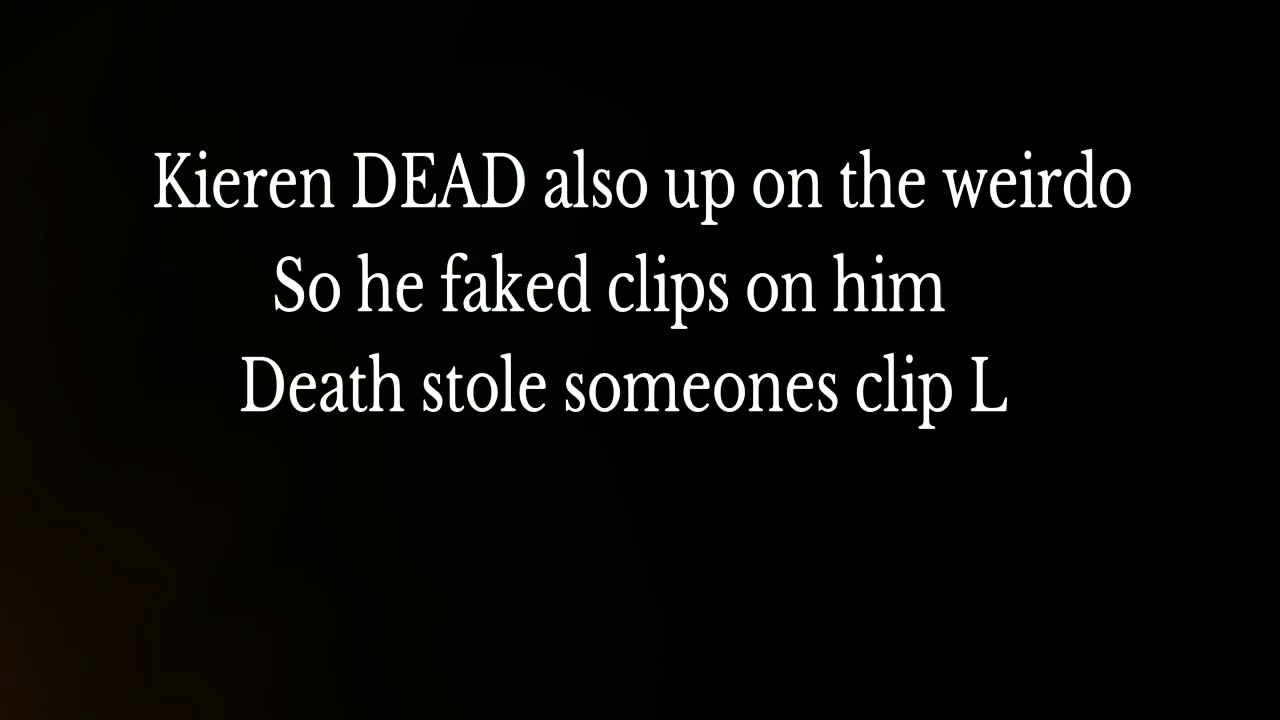 Kieren DEAD also up on the weirdo
So he faked clips on him
Death stole someones clip L